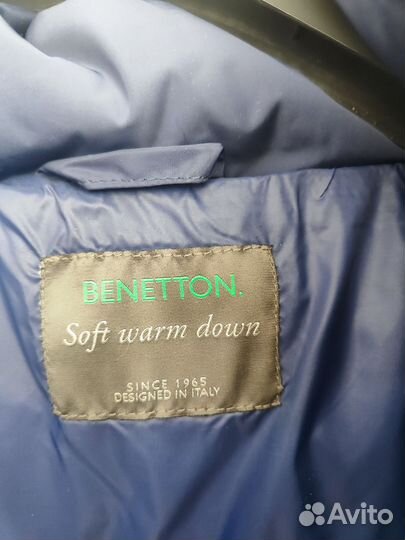 BENETTON.
Soft warm down
SINCE 1965
DESIGNED IN ITALY
Avito